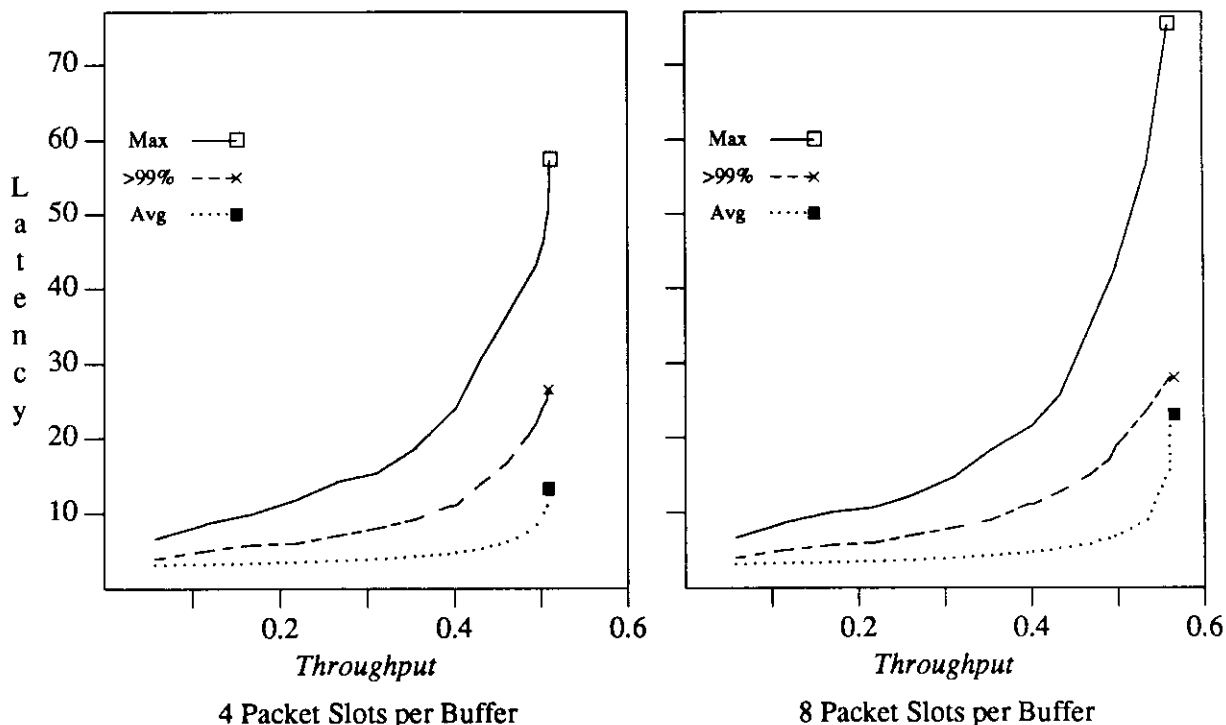 Latency
70
60
50
40
30
20
10
Max
>99%
Avg
0.2
0.4
0.6
Throughput
4 Packet Slots per Buffer
Max
>99%
Avg
0.2
0.4
0.6
Throughput
8 Packet Slots per Buffer